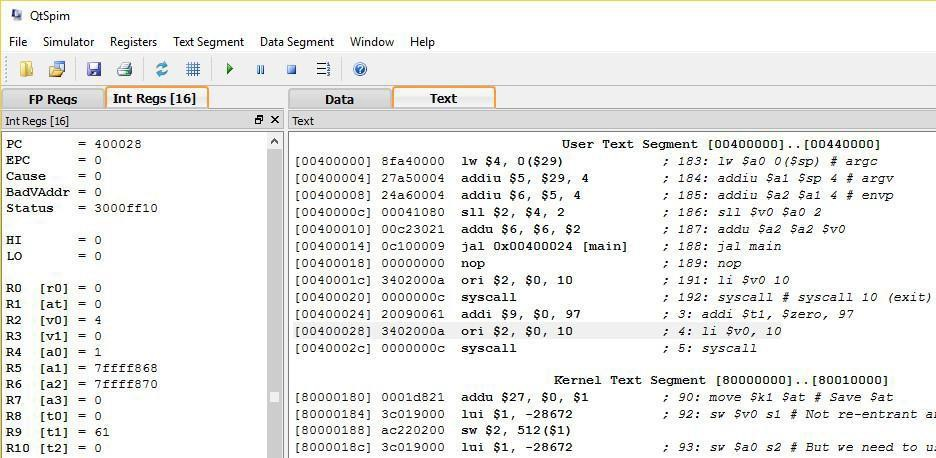 QtSpim
File Simulator Registers Text Segment Data Segment Window Help
FP Regs Int Regs [16] Data Text
Int Regs [16] Text
PC = 400028
EPC = 0
Cause = 0
BadVAddr = 0
Status = 3000ff10
HI = 0
LO = 0
R0 [r0] = 0
R1 [at] = 0
R2 [v0] = 4
R3 [v1] = 0
R4 [a0] = 1
R5 [a1] = 7ffff868
R6 [a2] = 7ffff870
R7 [a3] = 0
R8 [t0] = 0
R9 [t1] = 61
R10 [t2] = 0
User Text Segment [00400000]..[00440000]
[00400000] 8fa40000 lw $4, 0($29) ; 183: lw $a0 0($sp) # argc
[00400004] 27a50004 addiu $5, $29, 4 ; 184: addiu $a1 $sp 4 # argv
[00400008] 24a60004 addiu $6, $5, 4 ; 185: addiu $a2 $a1 4 # envp
[0040000c] 00041080 sll $2, $4, 2 ; 186: sll $v0 $a0 2
[00400010] 00c23021 addu $6, $6, $2 ; 187: addu $a2 $a2 $v0
[00400014] 0c100009 jal 0x00400024 [main] ; 188: jal main
[00400018] 00000000 nop ; 189: nop
[0040001c] 3402000a ori $2, $0, 10 ; 191: li $v0 10
[00400020] 0000000c syscall ; 192: syscall # syscall 10 (exit)
[00400024] 20090061 addi $9, $0, 97 ; 3: addi $t1, $zero, 97
[00400028] 3402000a ori $2, $0, 10 ; 4: li $v0, 10
[0040002c] 0000000c syscall ; 5: syscall
Kernel Text Segment [80000000]..[80010000]
[80000180] 0001d821 addu $27, $0, $1 ; 90: move $k1 $at # Save $at
[80000184] 3c019000 lui $1, -28672 ; 92: sw $v0 s1 # Not re-entrant a
[80000188] ac220200 sw $2, 512($1)
[8000018c] 3c019000 lui $1, -28672 ; 93: sw $a0 s2 # But we need to u